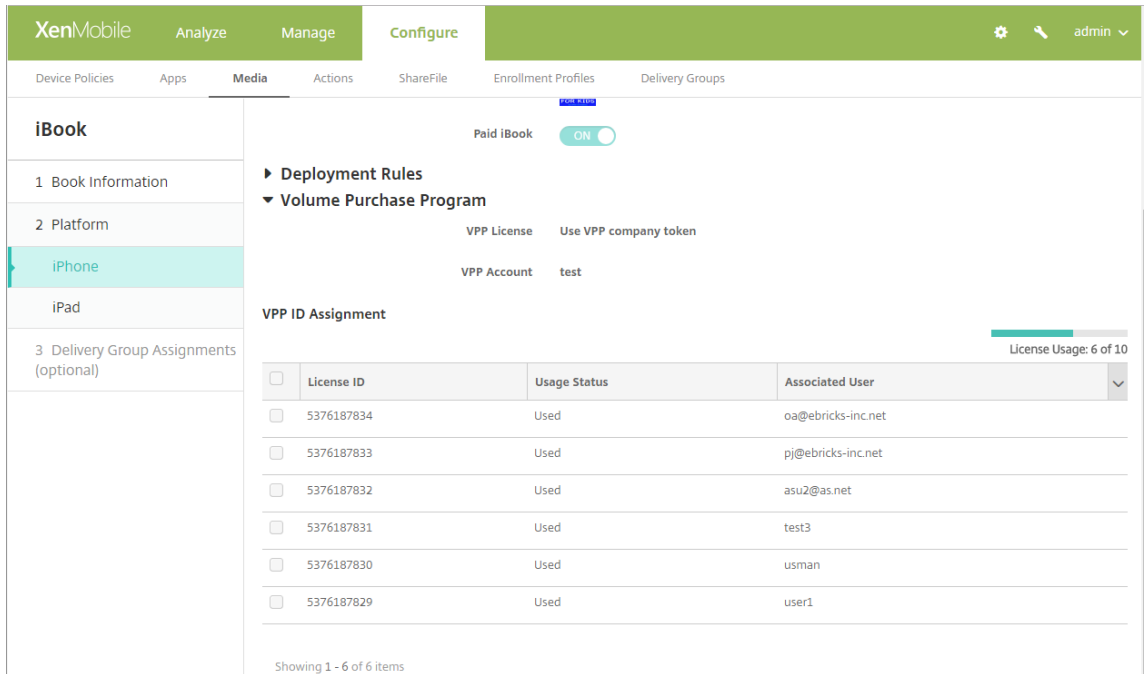 XenMobile Analyze Manage Configure admin
Device Policies Apps Media Actions ShareFile Enrollment Profiles Delivery Groups
iBook
1 Book Information
2 Platform
iPhone
iPad
3 Delivery Group Assignments
(optional)
FOR KIDS
Paid iBook ON
Deployment Rules
Volume Purchase Program
VPP License Use VPP company token
VPP Account test
VPP ID Assignment
License Usage: 6 of 10
License ID Usage Status Associated User
5376187834 Used oa@ebricks-inc.net
5376187833 Used pj@ebricks-inc.net
5376187832 Used asu2@as.net
5376187831 Used test3
5376187830 Used usman
5376187829 Used user1
Showing 1 - 6 of 6 items